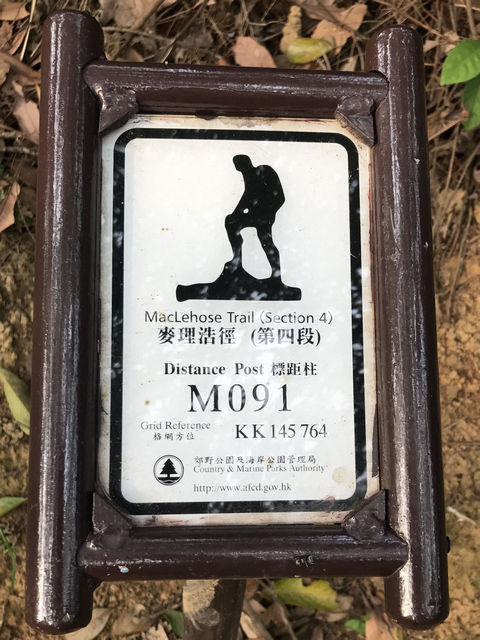 MacLehose Trail (Section 4)
麥理浩徑 (第四段)
Distance Post 標距柱
M091
Grid Reference KK 145 764
格網方位
郊野公園及海岸公園管理局
Country & Marine Parks Authority
http://www.afcd.gov.hk